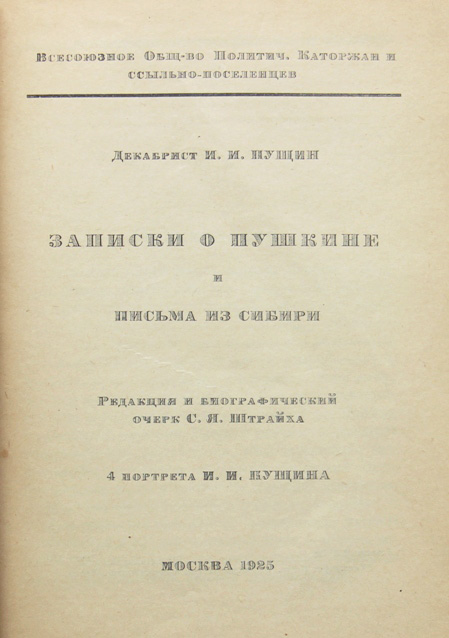 Всесоюзное Общ-во Политич. Каторжан и
ссыльно-поселенцев
Декабрист И. И. ПУЩИН
ЗАПИСКИ О ПУШКИНЕ
И
ПИСЬМА ИЗ СИБИРИ
Редакция и биографический
очерк С. Я. Штрайха
4 портрета И. И. ПУЩИНА
МОСКВА 1925